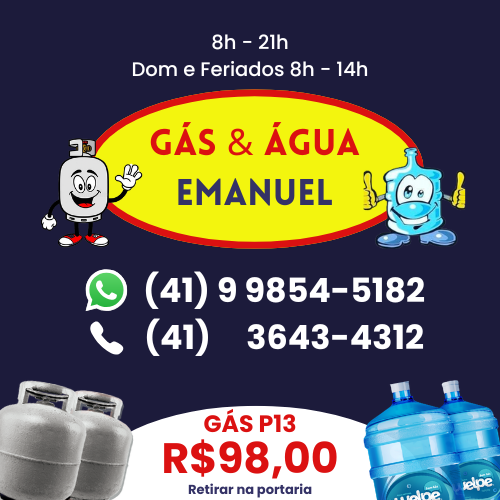 8h - 21h
Dom e Feriados 8h - 14h
GÁS & ÁGUA
EMANUEL
(41) 9 9854-5182
(41) 3643-4312
GÁS P13
R$98,00
Retirar na portaria